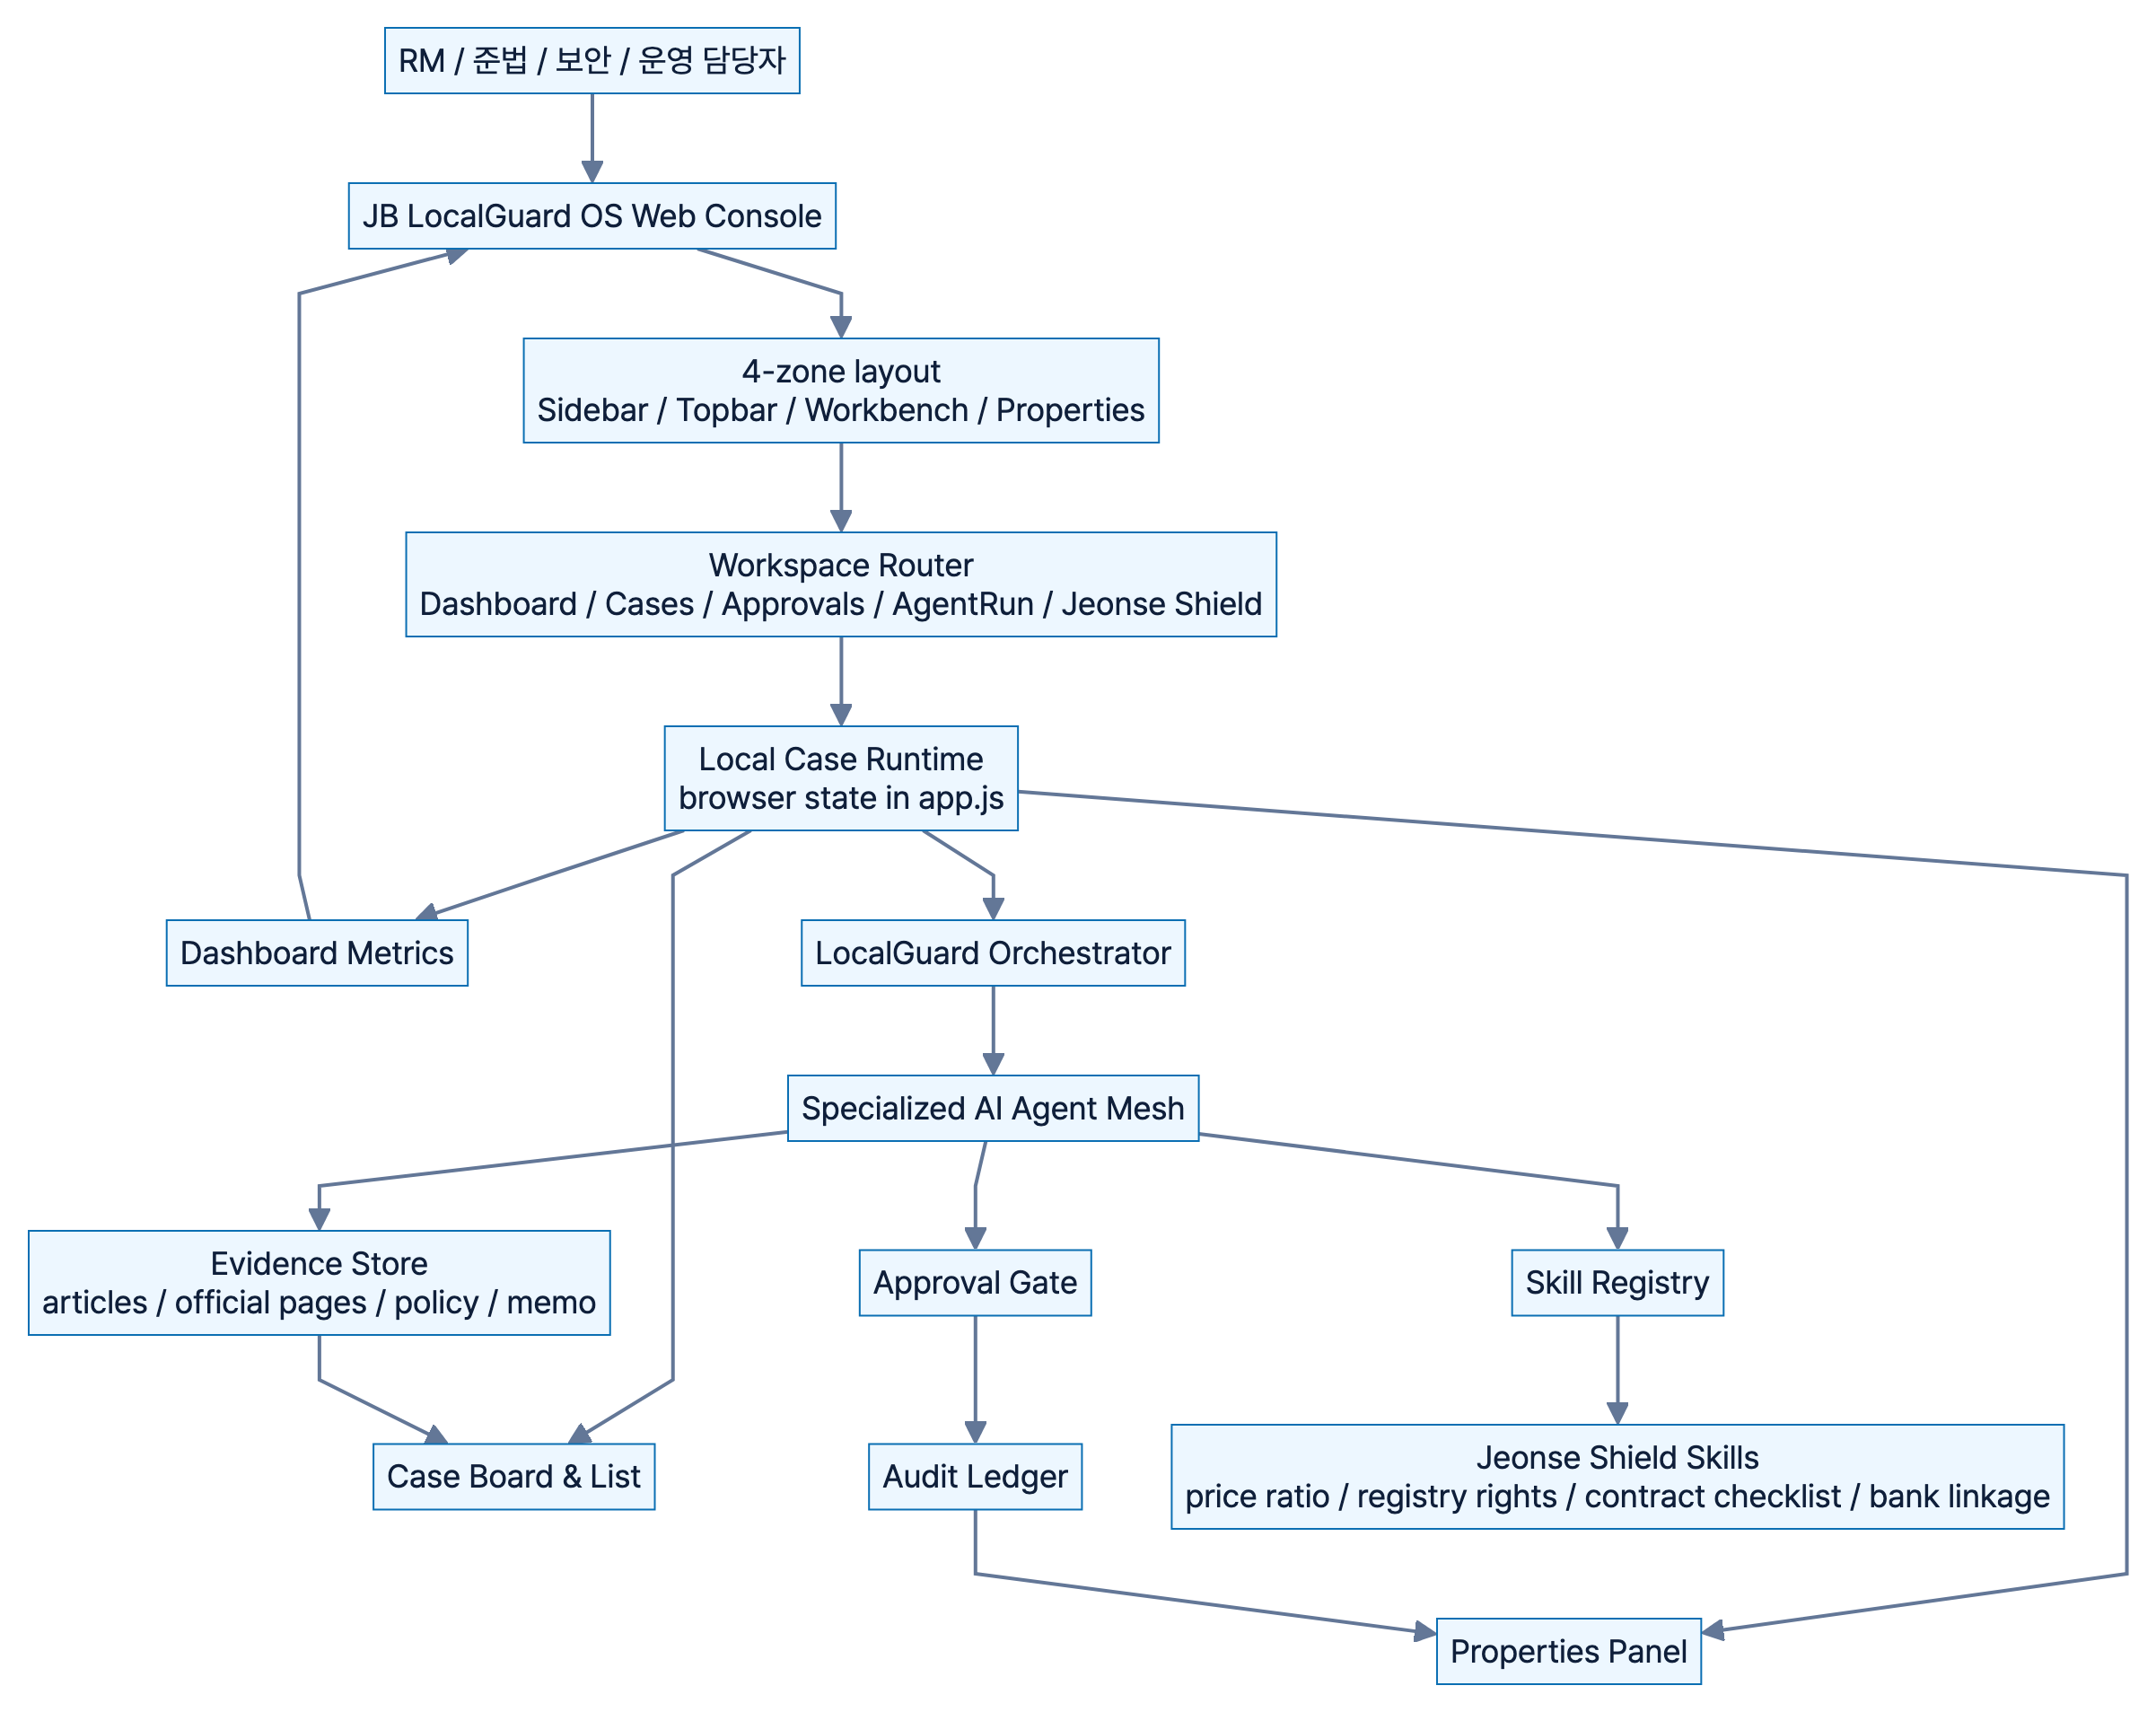 RM / 준법 / 보안 / 운영 담당자
JB LocalGuard OS Web Console
4-zone layout
Sidebar / Topbar / Workbench / Properties
Workspace Router
Dashboard / Cases / Approvals / AgentRun / Jeonse Shield
Local Case Runtime
browser state in app.js
Dashboard Metrics
LocalGuard Orchestrator
Specialized AI Agent Mesh
Evidence Store
articles / official pages / policy / memo
Approval Gate
Skill Registry
Case Board & List
Audit Ledger
Jeonse Shield Skills
price ratio / registry rights / contract checklist / bank linkage
Properties Panel